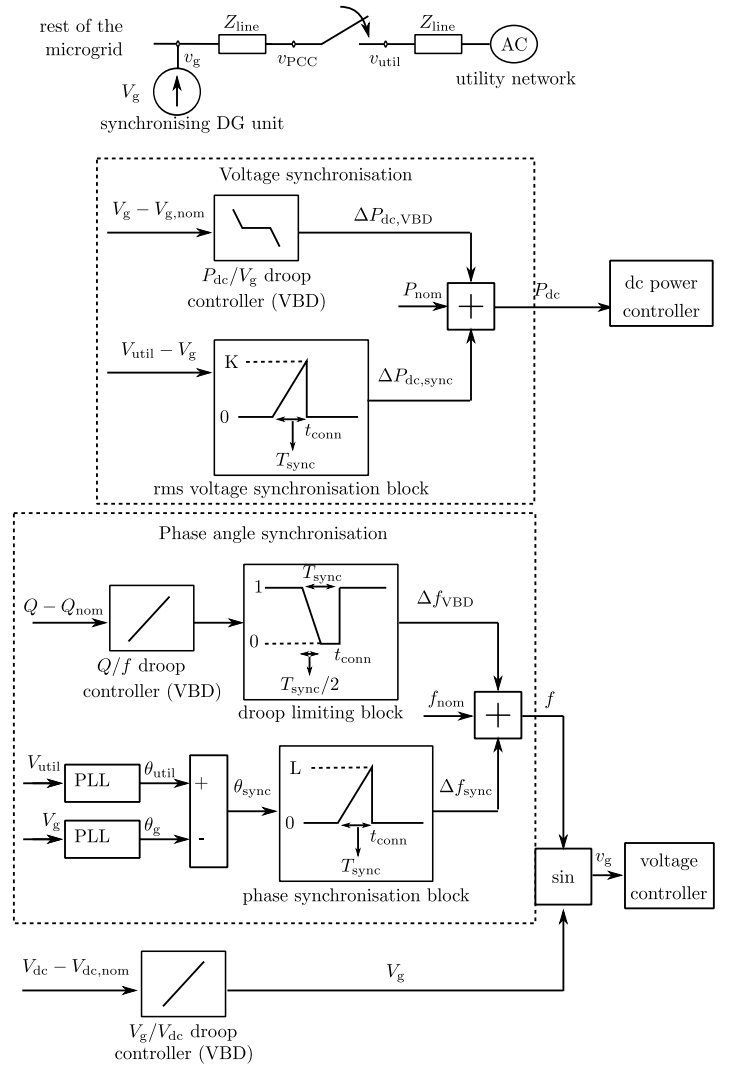 rest of the
microgrid
Z_line
Z_line
AC
v_g
v_PCC
v_util
utility network
V_g
synchronising DG unit
Voltage synchronisation
V_g − V_g,nom
ΔP_dc,VBD
P_dc/V_g droop
controller (VBD)
P_nom
+
P_dc
dc power
controller
V_util − V_g
K
0
t_conn
T_sync
ΔP_dc,sync
rms voltage synchronisation block
Phase angle synchronisation
Q − Q_nom
Q/f droop
controller (VBD)
T_sync
1
0
t_conn
T_sync/2
droop limiting block
Δf_VBD
f_nom
+
f
V_util
PLL
θ_util
+
V_g
PLL
θ_g
-
θ_sync
L
0
t_conn
T_sync
phase synchronisation block
Δf_sync
sin
v_g
voltage
controller
V_dc − V_dc,nom
V_g
V_g/V_dc droop
controller (VBD)